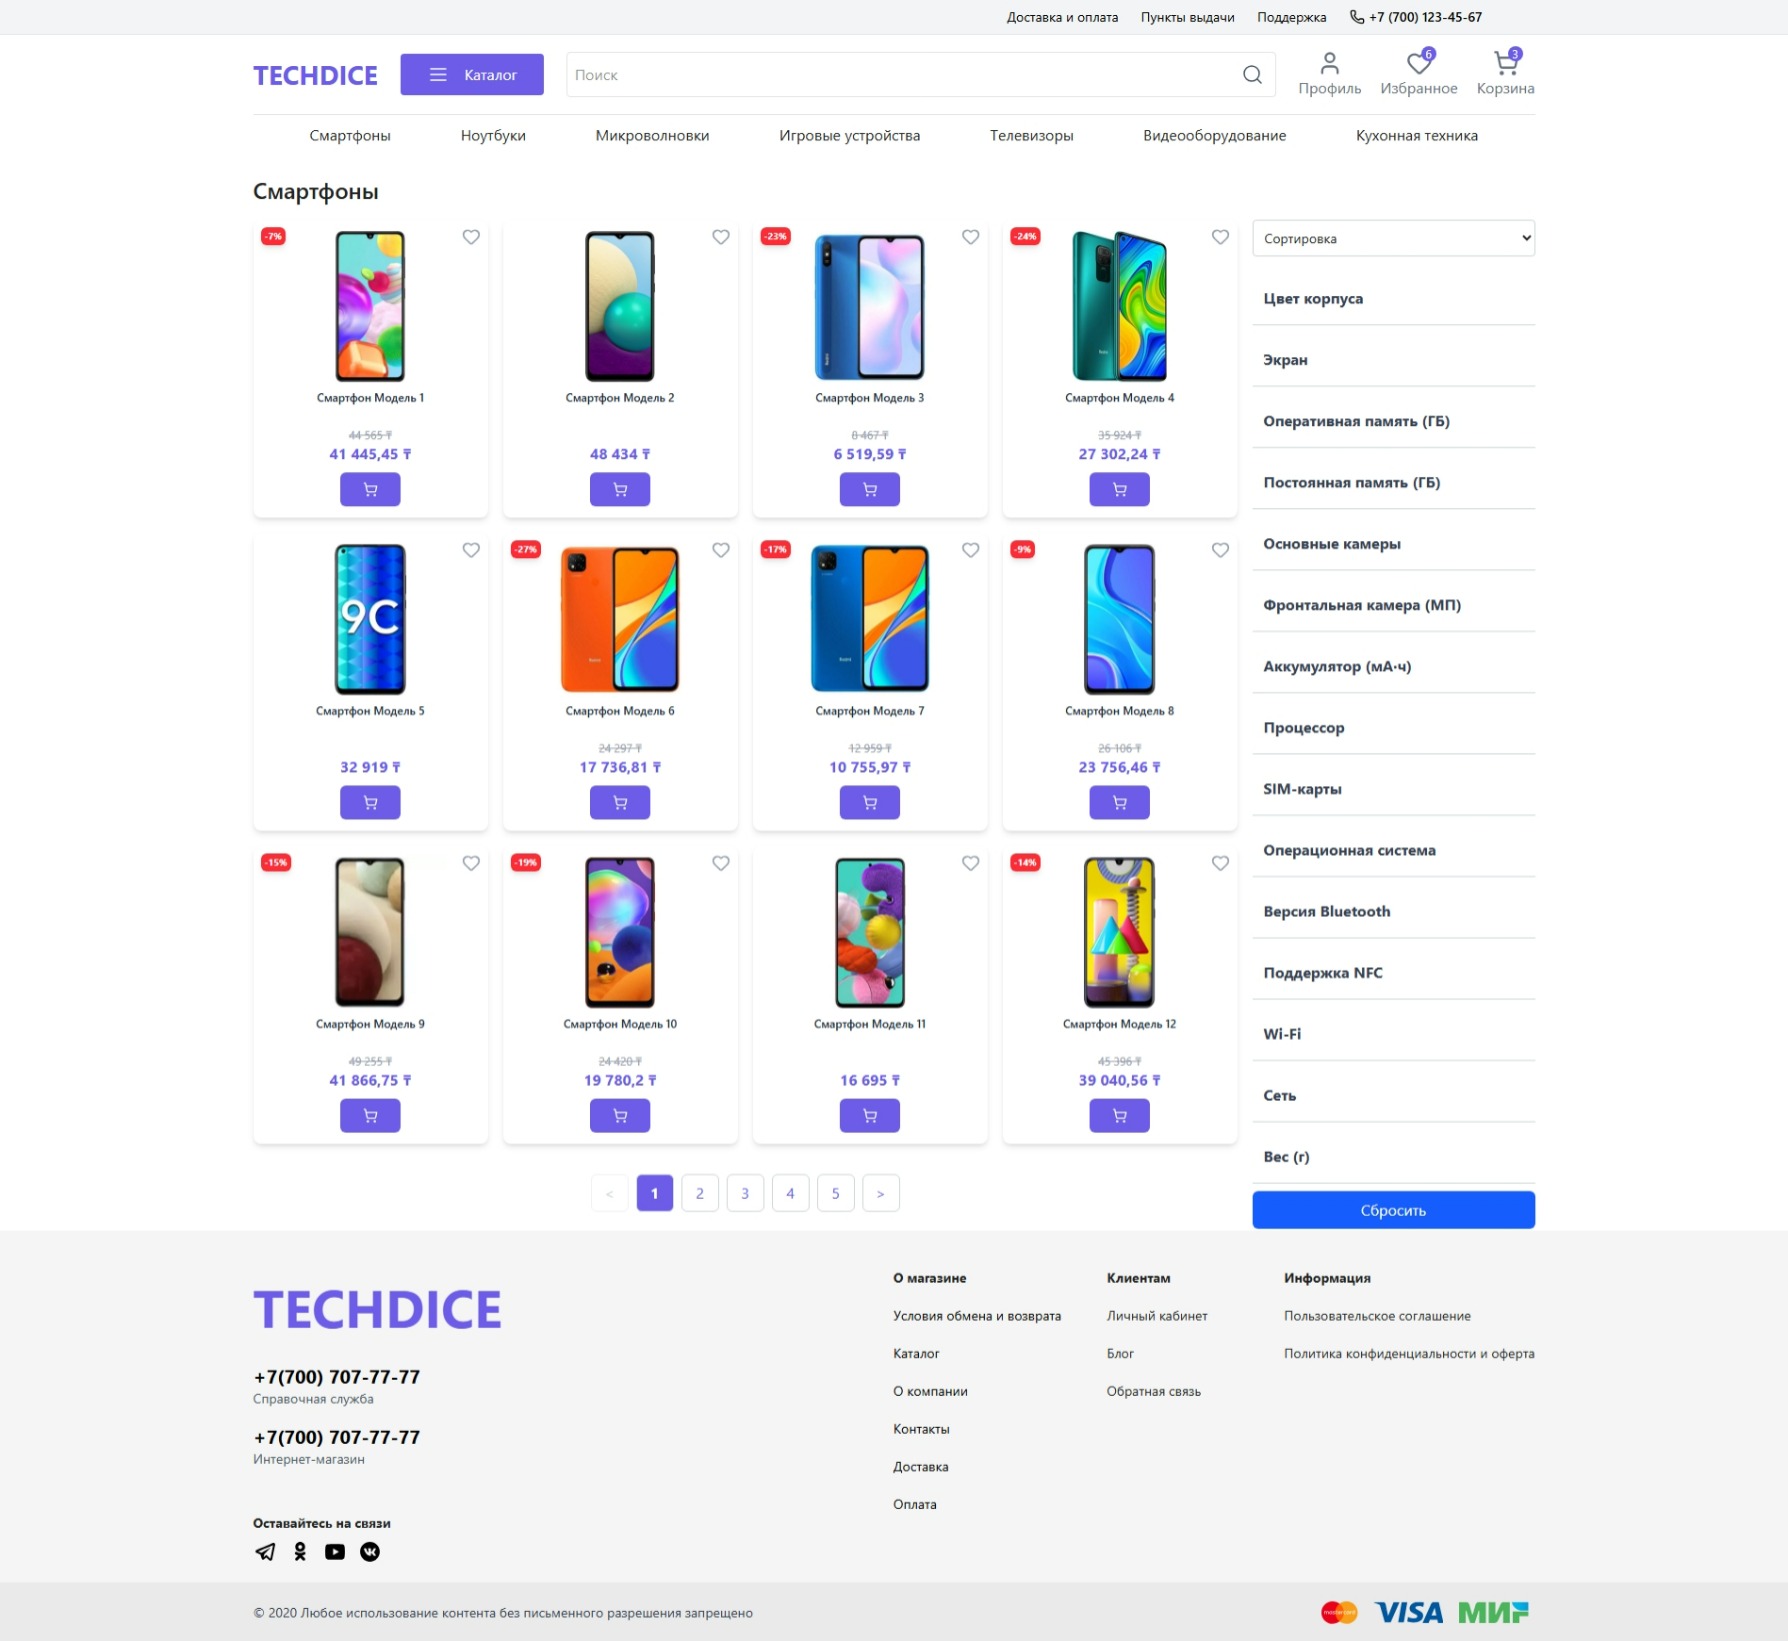 Доставка и оплата Пункты выдачи Поддержка +7 (700) 123-45-67
TECHDICE Каталог Поиск 6 3
Профиль Избранное Корзина
Смартфоны Ноутбуки Микроволновки Игровые устройства Телевизоры Видеооборудование Кухонная техника
Смартфоны
-7% -23% -24%
Смартфон Модель 1 Смартфон Модель 2 Смартфон Модель 3 Смартфон Модель 4
44 565 ₸ 8 467 ₸ 35 924 ₸
41 445,45 ₸ 48 434 ₸ 6 519,59 ₸ 27 302,24 ₸
-27% -17% -9%
9C
Смартфон Модель 5 Смартфон Модель 6 Смартфон Модель 7 Смартфон Модель 8
24 297 ₸ 12 959 ₸ 26 106 ₸
32 919 ₸ 17 736,81 ₸ 10 755,97 ₸ 23 756,46 ₸
-15% -19% -14%
Смартфон Модель 9 Смартфон Модель 10 Смартфон Модель 11 Смартфон Модель 12
49 255 ₸ 24 420 ₸ 45 396 ₸
41 866,75 ₸ 19 780,2 ₸ 16 695 ₸ 39 040,56 ₸
< 1 2 3 4 5 >
Сортировка
Цвет корпуса
Экран
Оперативная память (ГБ)
Постоянная память (ГБ)
Основные камеры
Фронтальная камера (МП)
Аккумулятор (мА·ч)
Процессор
SIM-карты
Операционная система
Версия Bluetooth
Поддержка NFC
Wi-Fi
Сеть
Вес (г)
Сбросить
TECHDICE
+7(700) 707-77-77
Справочная служба
+7(700) 707-77-77
Интернет-магазин
Оставайтесь на связи
О магазине
Условия обмена и возврата
Каталог
О компании
Контакты
Доставка
Оплата
Клиентам
Личный кабинет
Блог
Обратная связь
Информация
Пользовательское соглашение
Политика конфиденциальности и оферта
© 2020 Любое использование контента без письменного разрешения запрещено
mastercard VISA МИР